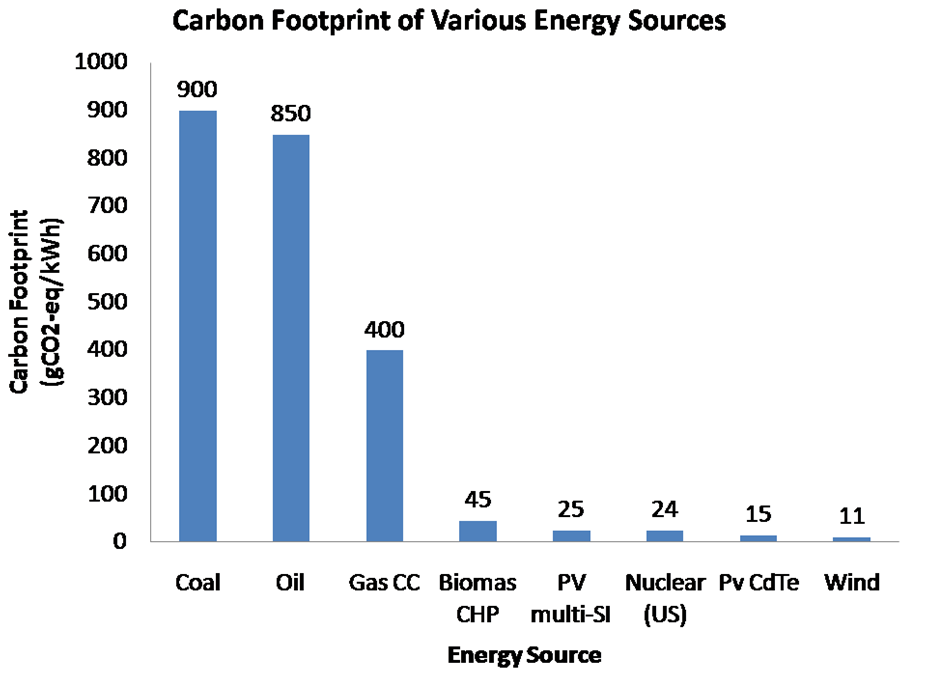 Carbon Footprint of Various Energy Sources
Carbon Footprint
(gCO2-eq/kWh)
1000
900
800
700
600
500
400
300
200
100
0
900
850
400
45
25
24
15
11
Coal
Oil
Gas CC
Biomas
CHP
PV
multi-SI
Nuclear
(US)
Pv CdTe
Wind
Energy Source